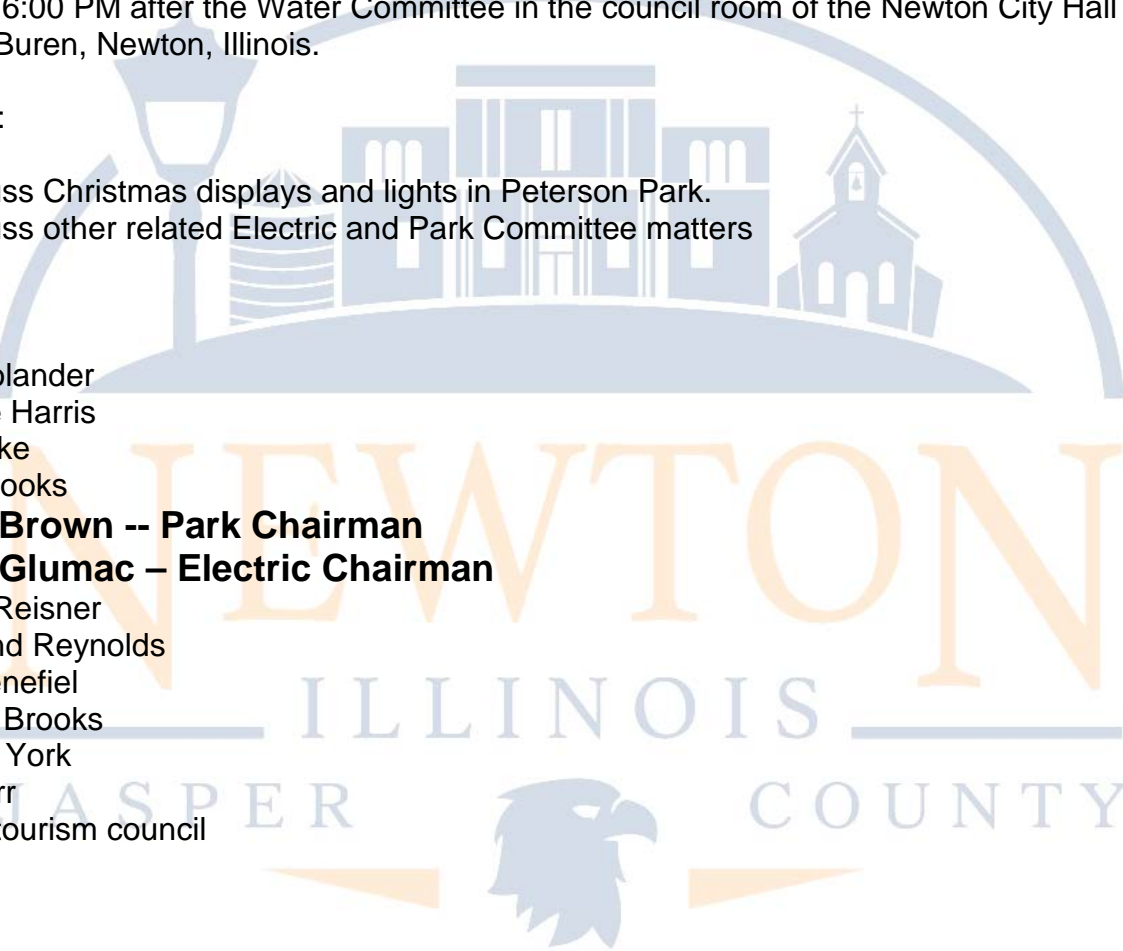 6:00 PM after the Water Committee in the council room of the Newton City Hall
Buren, Newton, Illinois.
:
ss Christmas displays and lights in Peterson Park.
ss other related Electric and Park Committee matters
olander
Harris
ke
ooks
Brown -- Park Chairman
Glumac – Electric Chairman
Reisner
nd Reynolds
enefiel
Brooks
York
rr
tourism council
NEWTON
ILLINOIS
JASPER COUNTY